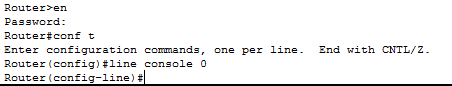 Router>en
Password:
Router#conf t
Enter configuration commands, one per line.  End with CNTL/Z.
Router(config)#line console 0
Router(config-line)#